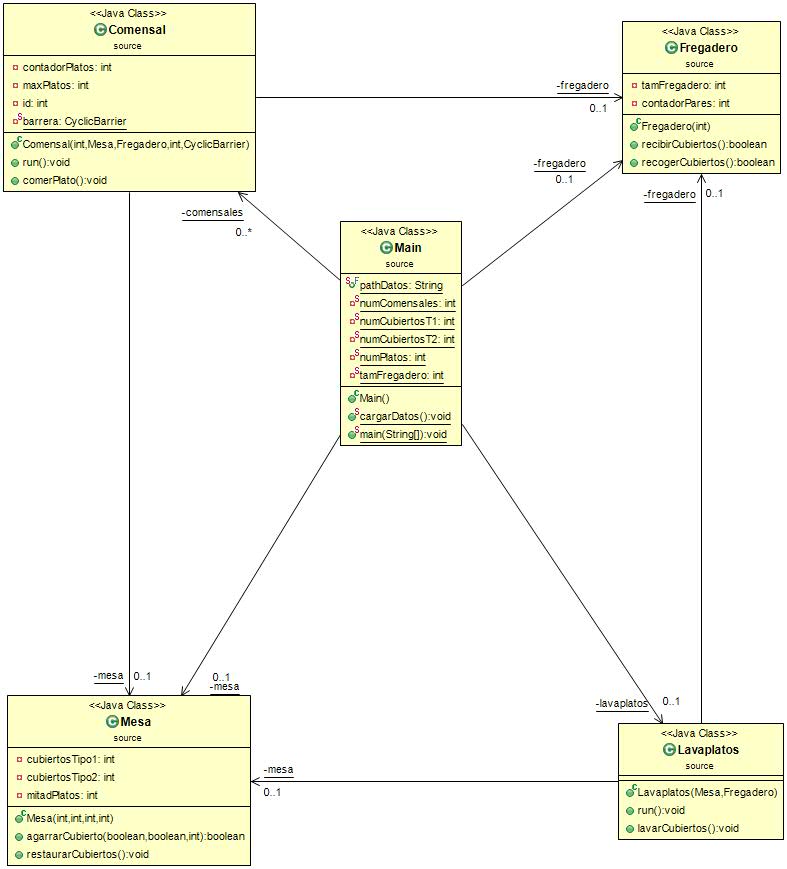 <<Java Class>>
Comensal
source
contadorPlatos: int
maxPlatos: int
id: int
barrera: CyclicBarrier
Comensal(int,Mesa,Fregadero,int,CyclicBarrier)
run():void
comerPlato():void
<<Java Class>>
Fregadero
source
tamFregadero: int
contadorPares: int
Fregadero(int)
recibirCubiertos():boolean
recogerCubiertos():boolean
-fregadero
0..1
-fregadero
0..1
-fregadero
0..1
-comensales
0..*
<<Java Class>>
Main
source
pathDatos: String
numComensales: int
numCubiertosT1: int
numCubiertosT2: int
numPlatos: int
tamFregadero: int
Main()
cargarDatos():void
main(String[]):void
-mesa
0..1
0..1
-mesa
-lavaplatos
0..1
<<Java Class>>
Mesa
source
cubiertosTipo1: int
cubiertosTipo2: int
mitadPlatos: int
Mesa(int,int,int,int)
agarrarCubierto(boolean,boolean,int):boolean
restaurarCubiertos():void
-mesa
0..1
<<Java Class>>
Lavaplatos
source
Lavaplatos(Mesa,Fregadero)
run():void
lavarCubiertos():void